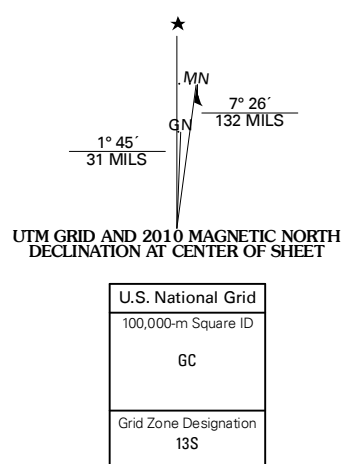 MN
7° 26´
132 MILS
GN
1° 45´
31 MILS
UTM GRID AND 2010 MAGNETIC NORTH
DECLINATION AT CENTER OF SHEET
U.S. National Grid
100,000-m Square ID
GC
Grid Zone Designation
13S